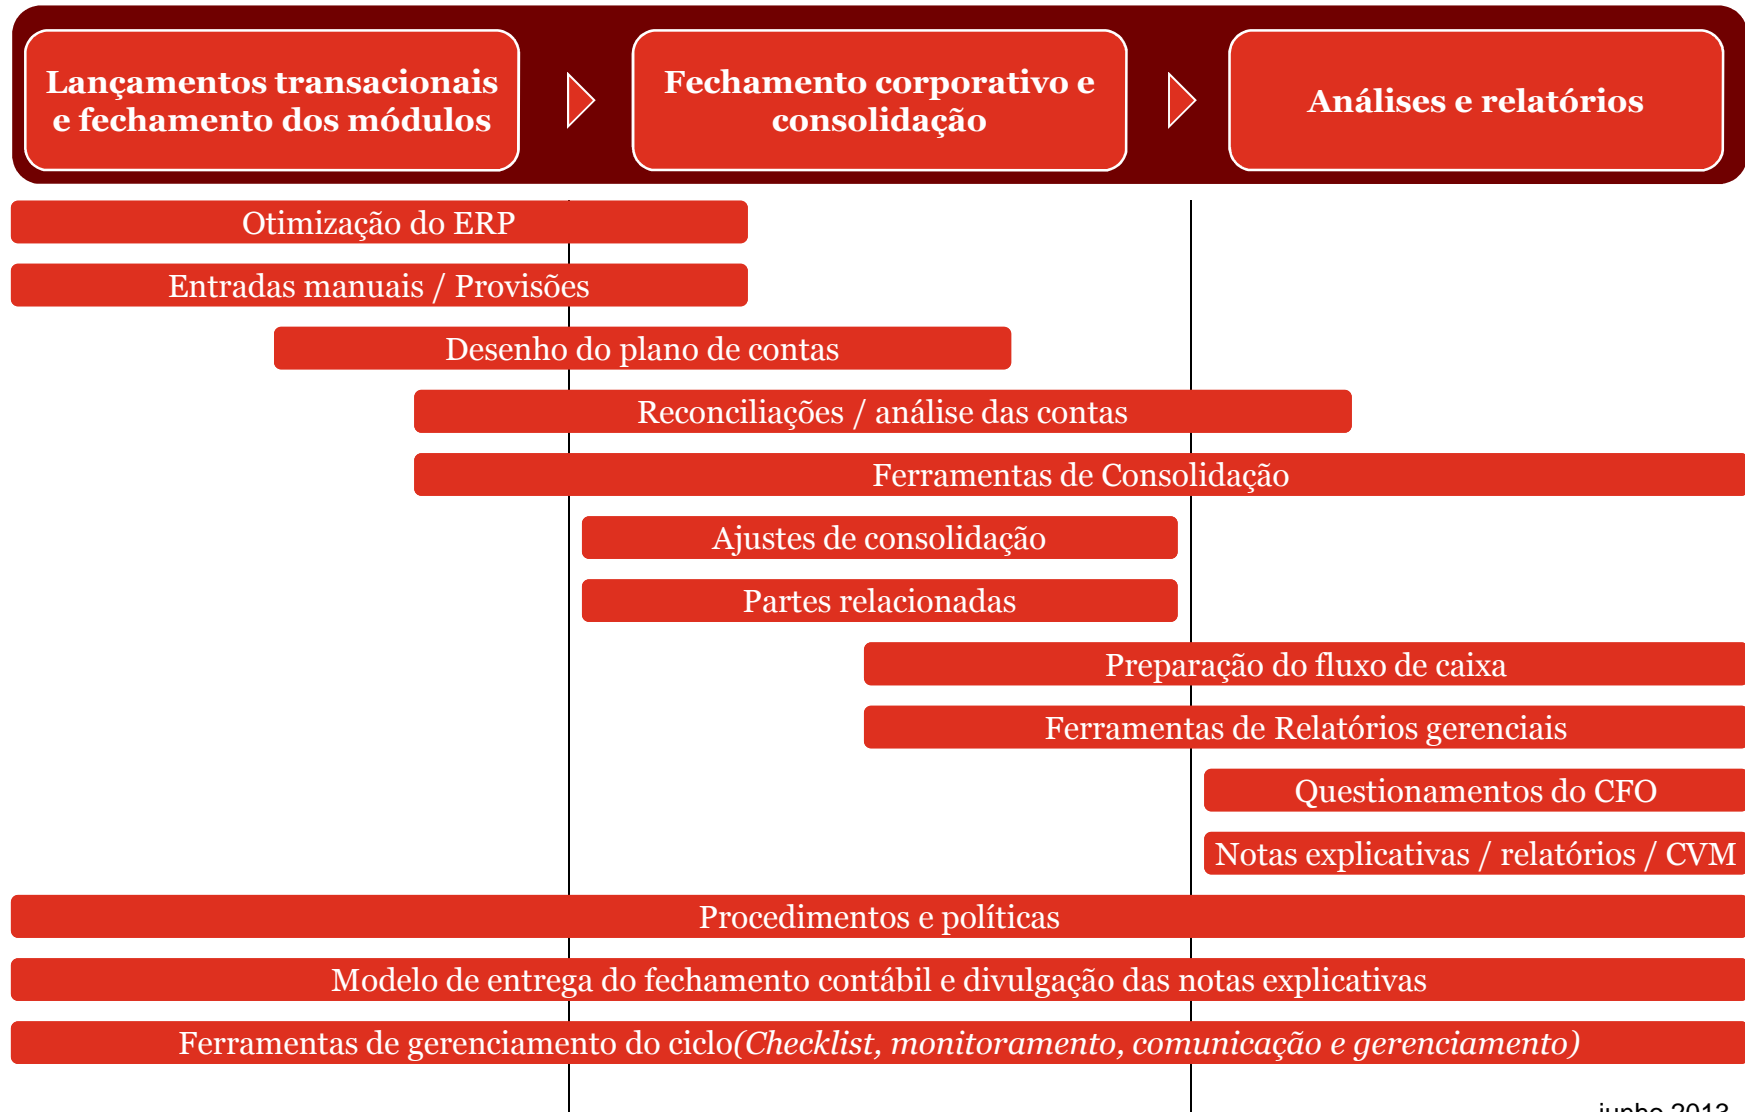 Lançamentos transacionais
e fechamento dos módulos
Fechamento corporativo e
consolidação
Análises e relatórios
Otimização do ERP
Entradas manuais / Provisões
Desenho do plano de contas
Reconciliações / análise das contas
Ferramentas de Consolidação
Ajustes de consolidação
Partes relacionadas
Preparação do fluxo de caixa
Ferramentas de Relatórios gerenciais
Questionamentos do CFO
Notas explicativas / relatórios / CVM
Procedimentos e políticas
Modelo de entrega do fechamento contábil e divulgação das notas explicativas
Ferramentas de gerenciamento do ciclo(Checklist, monitoramento, comunicação e gerenciamento)
junho 2013